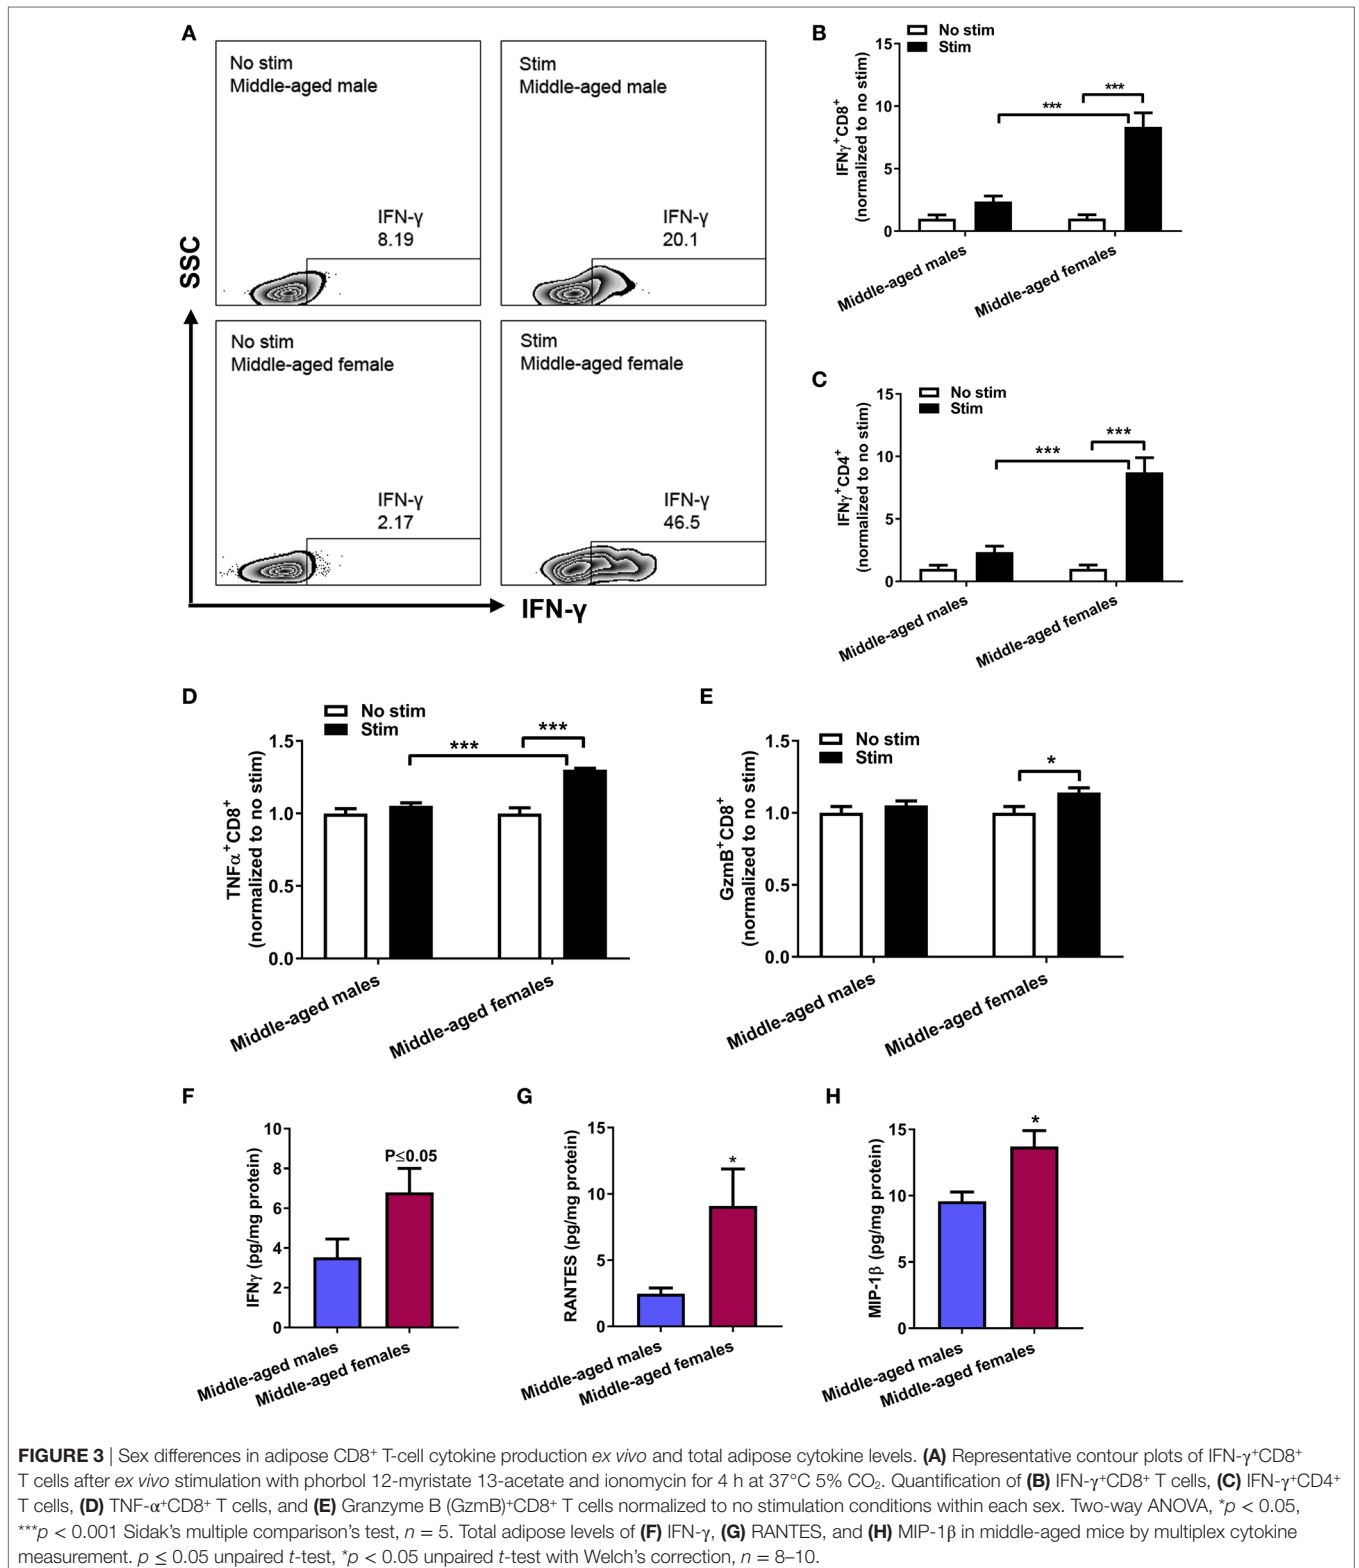 A
No stim
Middle-aged male
IFN-γ
8.19
Stim
Middle-aged male
IFN-γ
20.1
No stim
Middle-aged female
IFN-γ
2.17
Stim
Middle-aged female
IFN-γ
46.5
SSC
IFN-γ
B
No stim
Stim
IFNγ⁺CD8⁺
(normalized to no stim)
15
10
5
0
***
***
Middle-aged males
Middle-aged females
C
No stim
Stim
IFNγ⁺CD4⁺
(normalized to no stim)
15
10
5
0
***
***
Middle-aged males
Middle-aged females
D
No stim
Stim
TNFα⁺CD8⁺
(normalized to no stim)
1.5
1.0
0.5
0.0
***
***
Middle-aged males
Middle-aged females
E
No stim
Stim
GzmB⁺CD8⁺
(normalized to no stim)
1.5
1.0
0.5
0.0
*
Middle-aged males
Middle-aged females
F
IFNγ (pg/mg protein)
10
8
6
4
2
0
P≤0.05
Middle-aged males
Middle-aged females
G
RANTES (pg/mg protein)
15
10
5
0
*
Middle-aged males
Middle-aged females
H
MIP-1β (pg/mg protein)
15
10
5
0
*
Middle-aged males
Middle-aged females
FIGURE 3 | Sex differences in adipose CD8⁺ T-cell cytokine production ex vivo and total adipose cytokine levels. (A) Representative contour plots of IFN-γ⁺CD8⁺
T cells after ex vivo stimulation with phorbol 12-myristate 13-acetate and ionomycin for 4 h at 37°C 5% CO₂. Quantification of (B) IFN-γ⁺CD8⁺ T cells, (C) IFN-γ⁺CD4⁺
T cells, (D) TNF-α⁺CD8⁺ T cells, and (E) Granzyme B (GzmB)⁺CD8⁺ T cells normalized to no stimulation conditions within each sex. Two-way ANOVA, *p < 0.05,
***p < 0.001 Sidak's multiple comparison's test, n = 5. Total adipose levels of (F) IFN-γ, (G) RANTES, and (H) MIP-1β in middle-aged mice by multiplex cytokine
measurement. p ≤ 0.05 unpaired t-test, *p < 0.05 unpaired t-test with Welch's correction, n = 8–10.